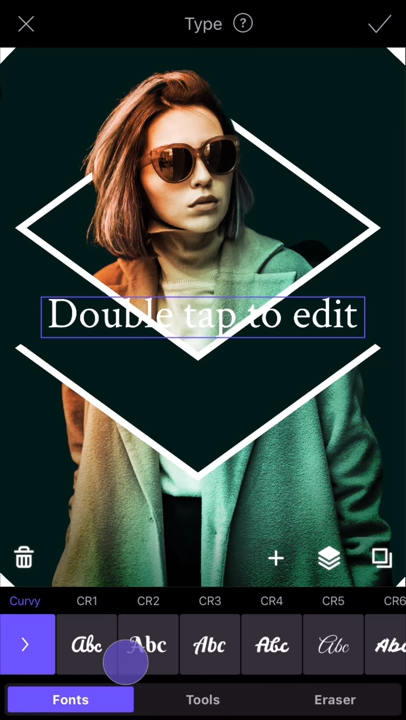 Type ?
Double tap to edit
Curvy CR1 CR2 CR3 CR4 CR5 CR6
Abc Abc Abc Abc Abc Abc
Fonts Tools Eraser